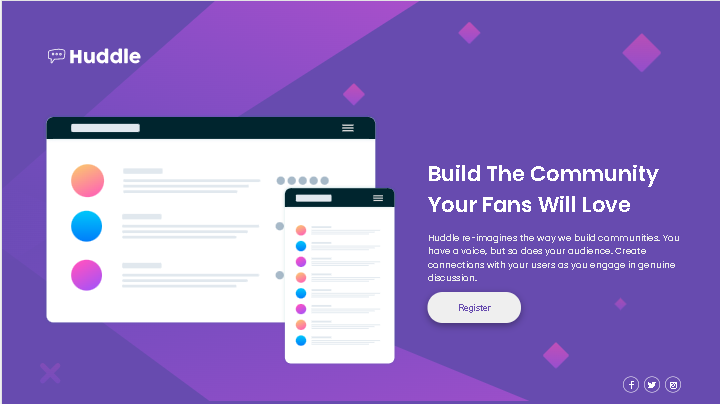 Huddle
Build The Community
Your Fans Will Love
Huddle re-imagines the way we build communities. You
have a voice, but so does your audience. Create
connections with your users as you engage in genuine
discussion.
Register